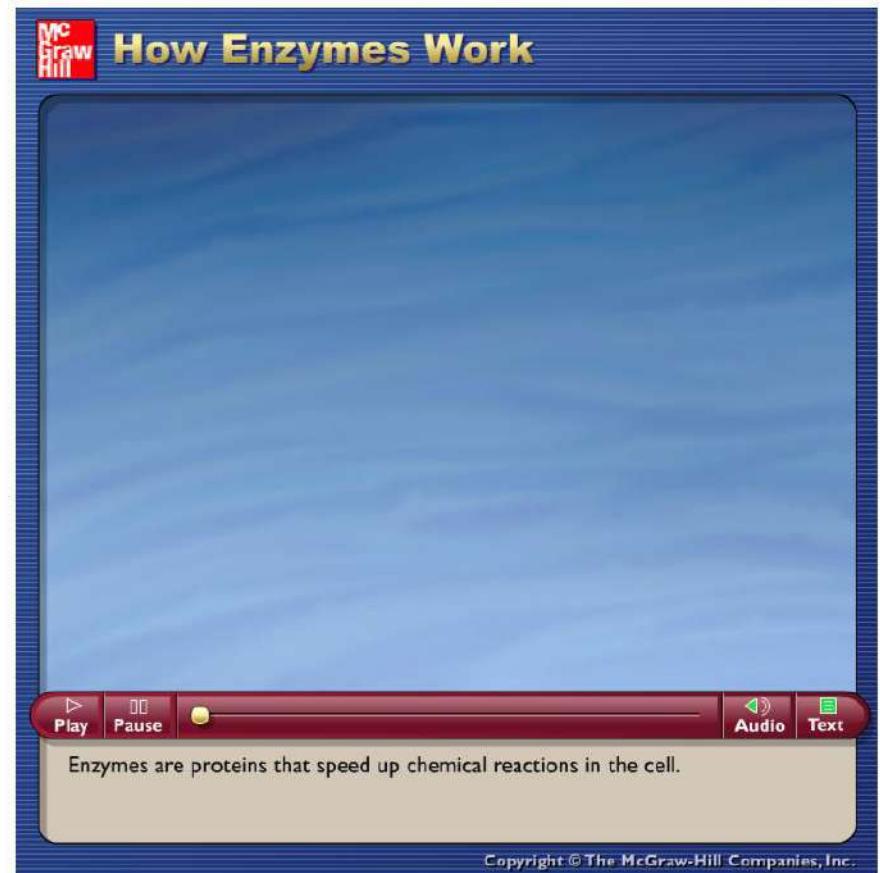 Mc
Graw
Hill
How Enzymes Work
Play Pause Audio Text
Enzymes are proteins that speed up chemical reactions in the cell.
Copyright © The McGraw-Hill Companies, Inc.